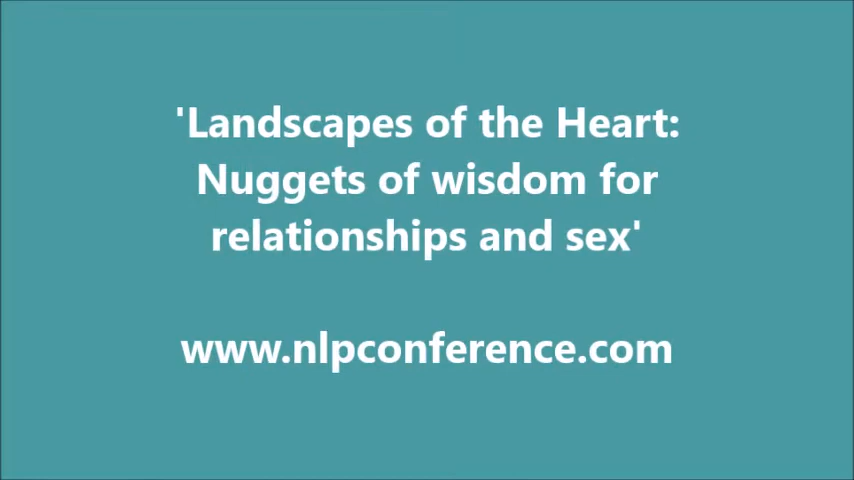 'Landscapes of the Heart:
Nuggets of wisdom for
relationships and sex'
www.nlpconference.com